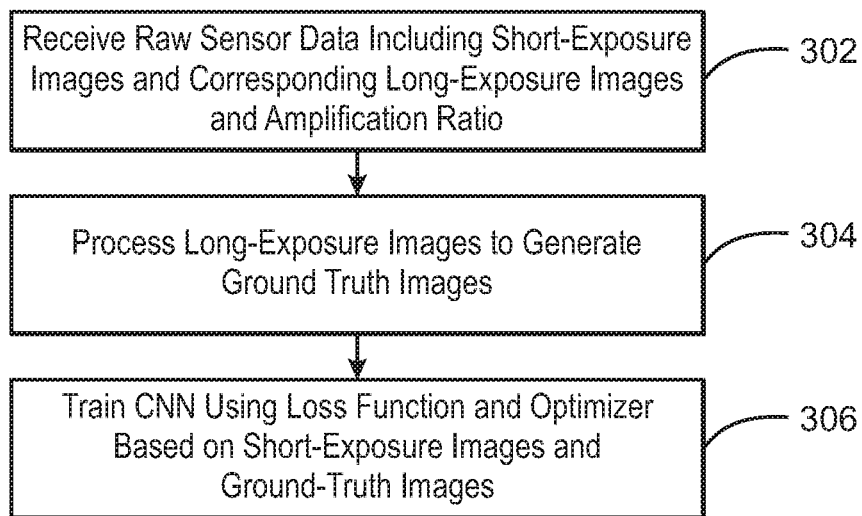 Receive Raw Sensor Data Including Short-Exposure
Images and Corresponding Long-Exposure Images
and Amplification Ratio
302
Process Long-Exposure Images to Generate
Ground Truth Images
304
Train CNN Using Loss Function and Optimizer
Based on Short-Exposure Images and
Ground-Truth Images
306